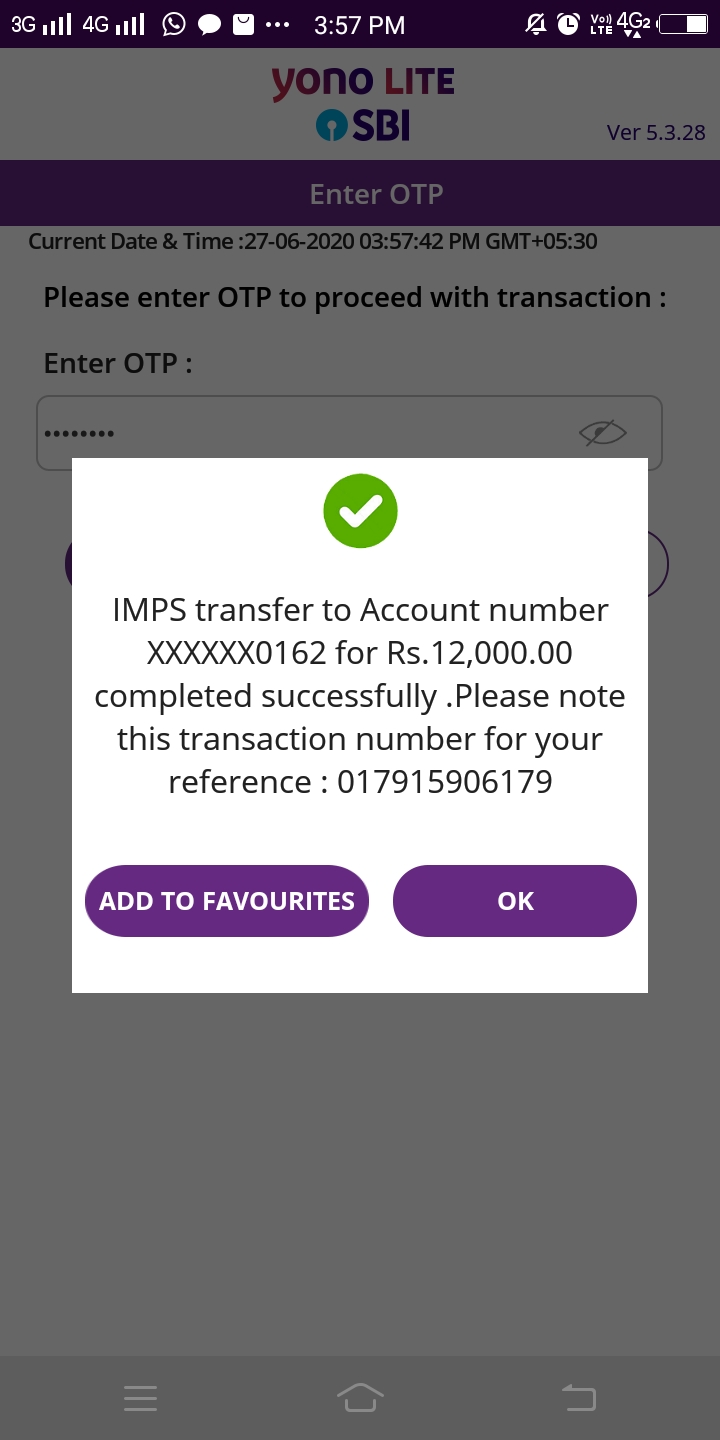 3G 4G 3:57 PM Vo)) LTE 4G2
yono LITE
SBI
Ver 5.3.28
Enter OTP
Current Date & Time :27-06-2020 03:57:42 PM GMT+05:30
Please enter OTP to proceed with transaction :
Enter OTP :
••••••••
IMPS transfer to Account number
XXXXXX0162 for Rs.12,000.00
completed successfully .Please note
this transaction number for your
reference : 017915906179
ADD TO FAVOURITES OK